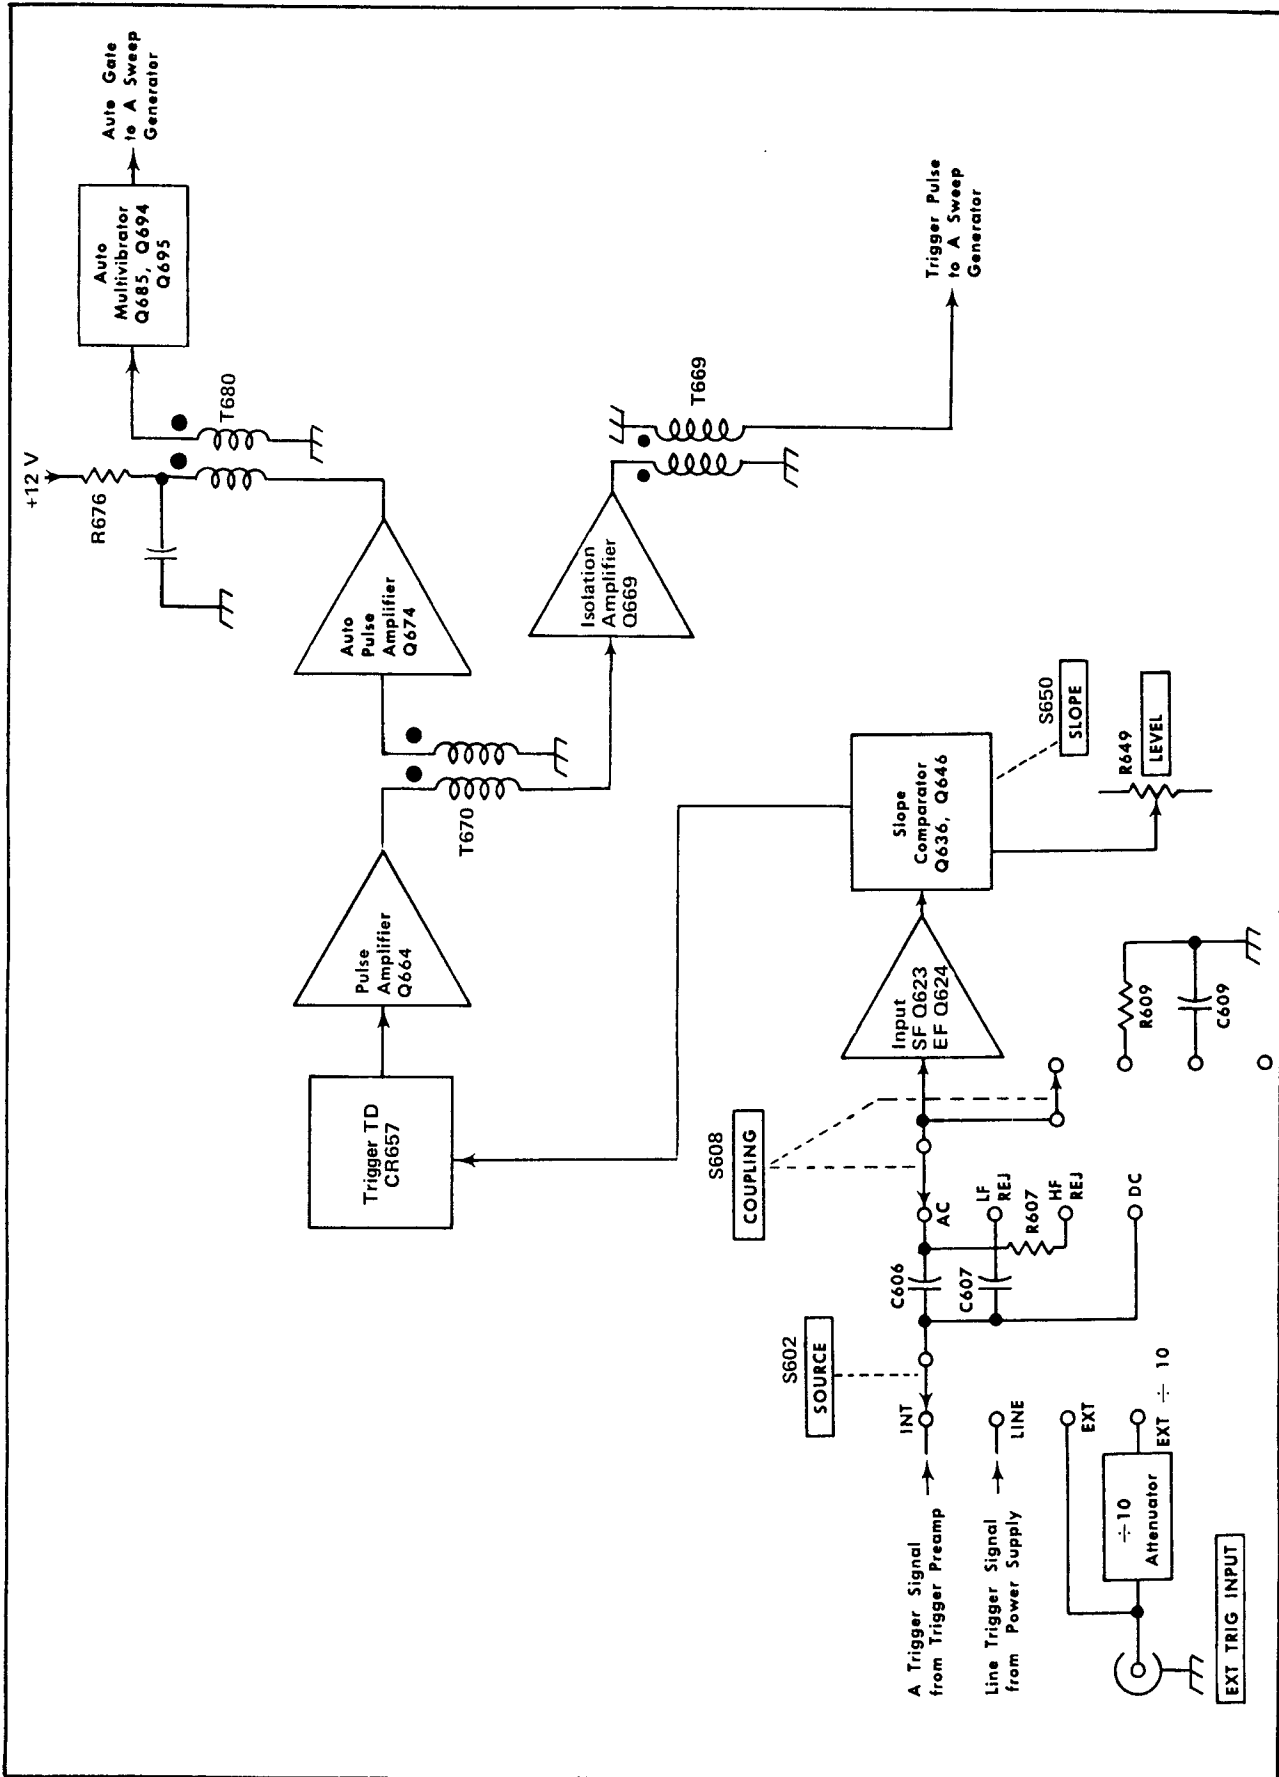 A Trigger Signal
from Trigger Preamp
Line Trigger Signal
from Power Supply
EXT TRIG INPUT
÷10
Attenuator
INT
LINE
EXT
EXT ÷ 10
S602
SOURCE
C606
C607
AC
LF
REJ
R607
HF
REJ
DC
S608
COUPLING
Input
SF Q623
EF Q624
R609
C609
Slope
Comparator
Q636, Q646
S650
SLOPE
R649
LEVEL
Trigger TD
CR657
Pulse
Amplifier
Q664
T670
Auto
Pulse
Amplifier
Q674
Isolation
Amplifier
Q669
+12 V
R676
T680
T669
Auto
Multivibrator
Q685, Q694
Q695
Auto Gate
to A Sweep
Generator
Trigger Pulse
to A Sweep
Generator